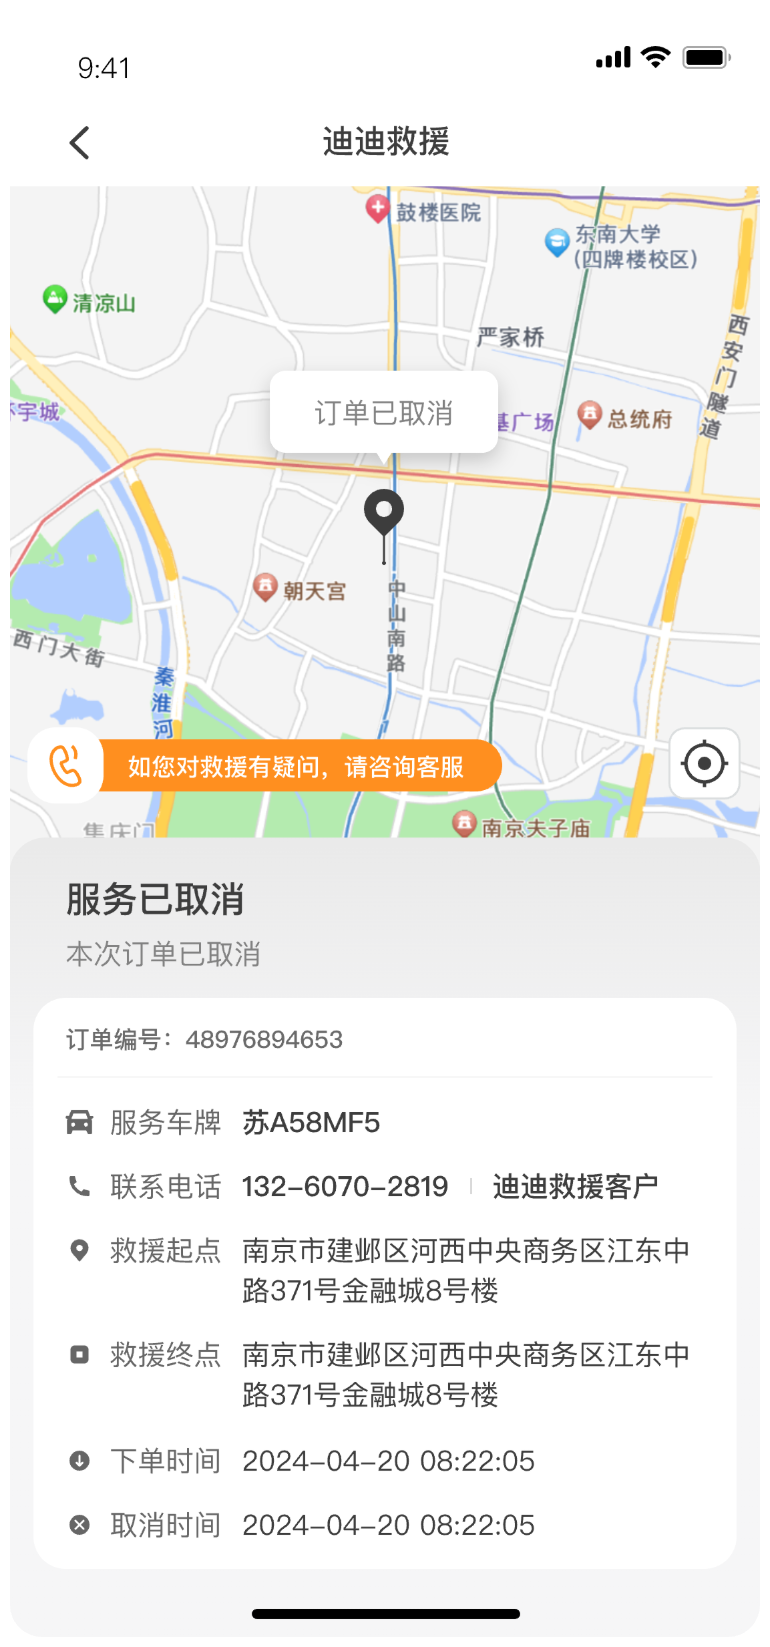 9:41
迪迪救援
鼓楼医院
东南大学
(四牌楼校区)
清凉山
严家桥
西安门隧道
环宇城
订单已取消
基广场
总统府
朝天宫
中山南路
西门大街
秦淮河
如您对救援有疑问，请咨询客服
集庆门
南京夫子庙
服务已取消
本次订单已取消
订单编号：48976894653
服务车牌 苏A58MF5
联系电话 132-6070-2819 迪迪救援客户
救援起点 南京市建邺区河西中央商务区江东中
路371号金融城8号楼
救援终点 南京市建邺区河西中央商务区江东中
路371号金融城8号楼
下单时间 2024-04-20 08:22:05
取消时间 2024-04-20 08:22:05